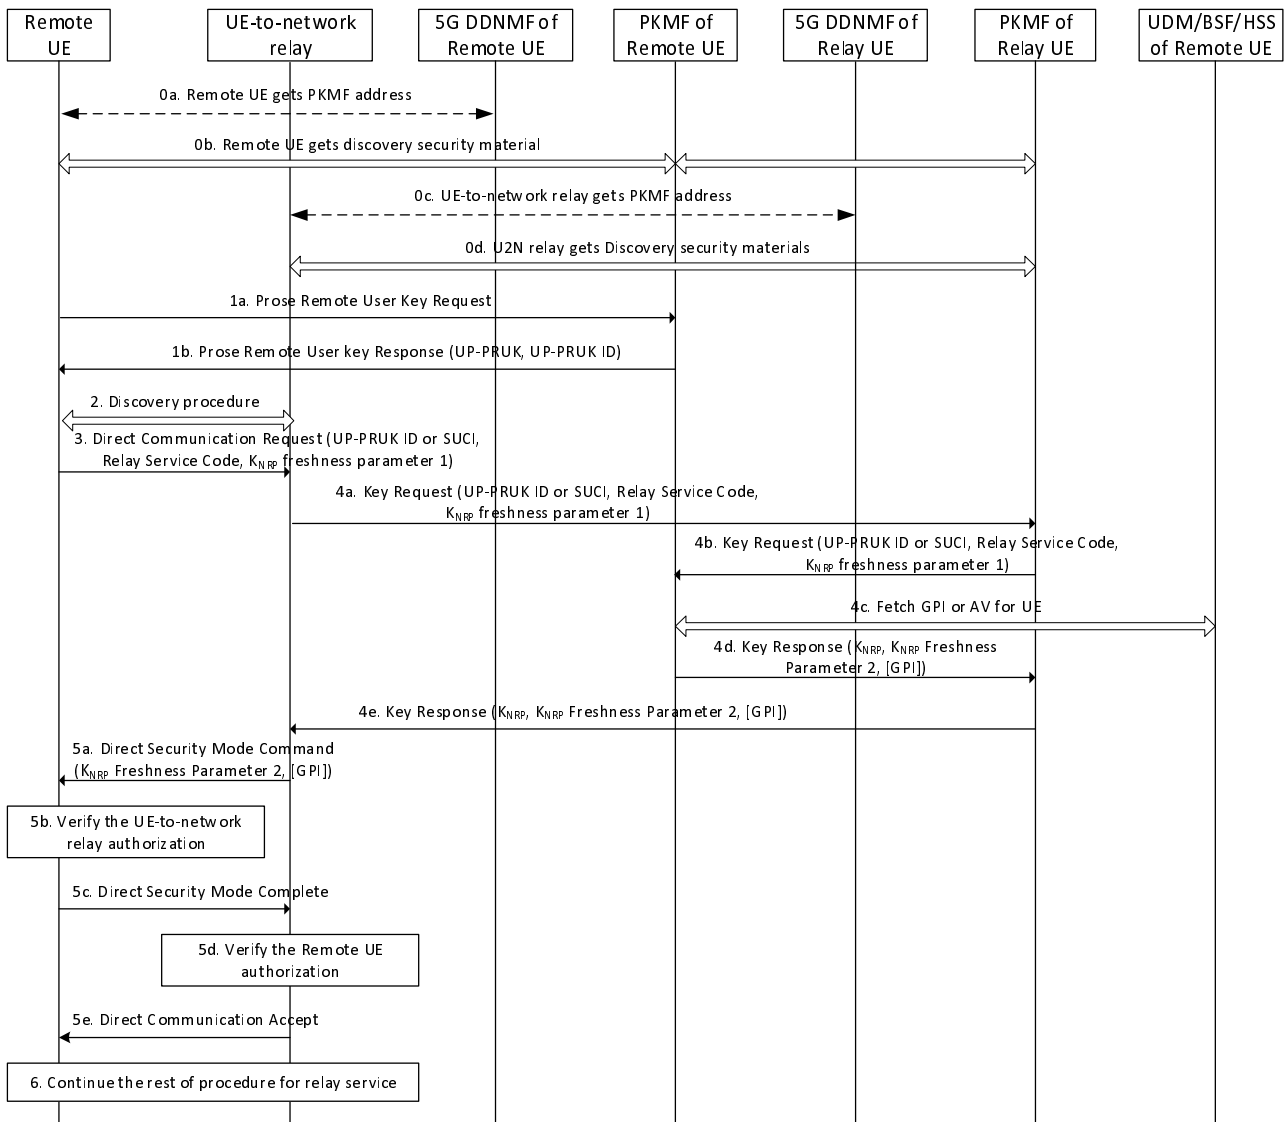 Remote
UE
UE-to-network
relay
5G DDNMF of
Remote UE
PKMF of
Remote UE
5G DDNMF of
Relay UE
PKMF of
Relay UE
UDM/BSF/HSS
of Remote UE
0a. Remote UE gets PKMF address
0b. Remote UE gets discovery security material
0c. UE-to-network relay gets PKMF address
0d. U2N relay gets Discovery security materials
1a. Prose Remote User Key Request
1b. Prose Remote User key Response (UP-PRUK, UP-PRUK ID)
2. Discovery procedure
3. Direct Communication Request (UP-PRUK ID or SUCI,
Relay Service Code, KNRP freshness parameter 1)
4a. Key Request (UP-PRUK ID or SUCI, Relay Service Code,
KNRP freshness parameter 1)
4b. Key Request (UP-PRUK ID or SUCI, Relay Service Code,
KNRP freshness parameter 1)
4c. Fetch GPI or AV for UE
4d. Key Response (KNRP, KNRP Freshness
Parameter 2, [GPI])
4e. Key Response (KNRP, KNRP Freshness Parameter 2, [GPI])
5a. Direct Security Mode Command
(KNRP Freshness Parameter 2, [GPI])
5b. Verify the UE-to-network
relay authorization
5c. Direct Security Mode Complete
5d. Verify the Remote UE
authorization
5e. Direct Communication Accept
6. Continue the rest of procedure for relay service